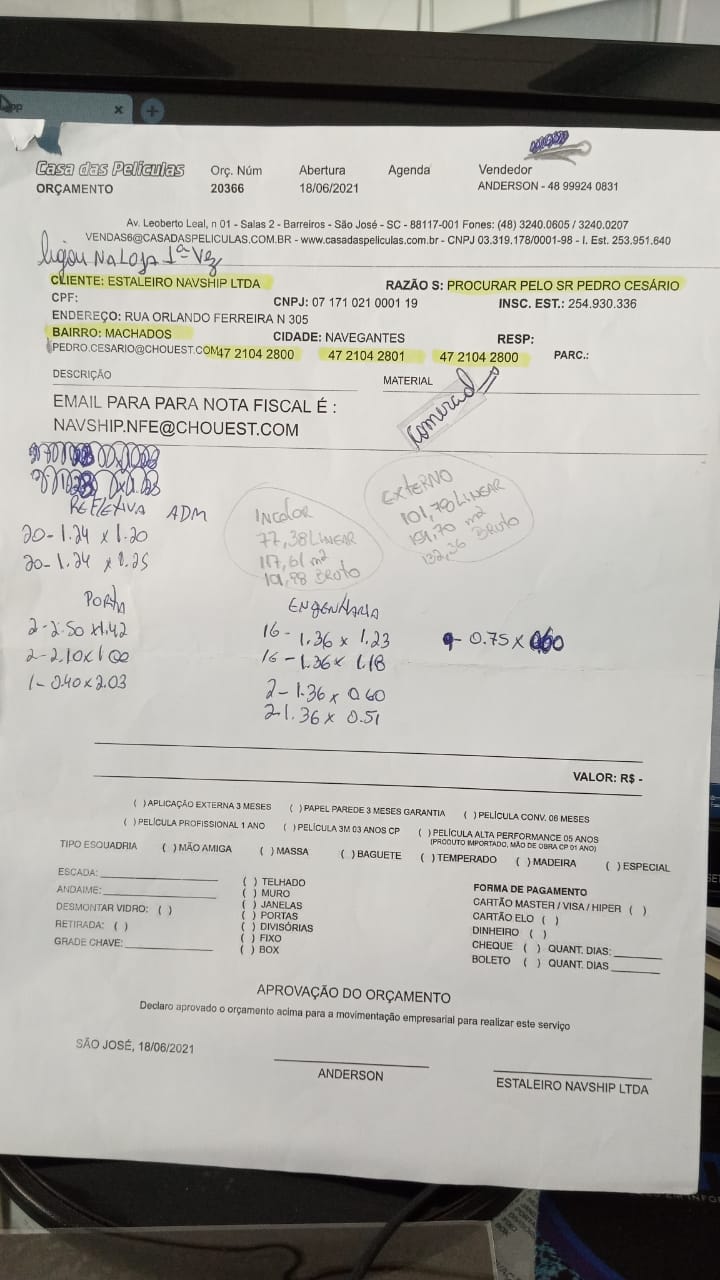 Casa das Películas
ORÇAMENTO
Orç. Núm
20366
Abertura
18/06/2021
Agenda
Vendedor
ANDERSON - 48 99924 0831
Av. Leoberto Leal, n 01 - Salas 2 - Barreiros - São José - SC - 88117-001 Fones: (48) 3240.0605 / 3240.0207
VENDAS6@CASADASPELICULAS.COM.BR - www.casadaspeliculas.com.br - CNPJ 03.319.178/0001-98 - I. Est. 253.951.640
ligou NA LOJA 1ª Vez
CLIENTE: ESTALEIRO NAVSHIP LTDA RAZÃO S: PROCURAR PELO SR PEDRO CESÁRIO
CPF: CNPJ: 07 171 021 0001 19 INSC. EST.: 254.930.336
ENDEREÇO: RUA ORLANDO FERREIRA N 305
BAIRRO: MACHADOS CIDADE: NAVEGANTES RESP:
PEDRO.CESARIO@CHOUEST.COM 47 2104 2800 47 2104 2801 47 2104 2800 PARC.:
DESCRIÇÃO MATERIAL
EMAIL PARA PARA NOTA FISCAL É :
NAVSHIP.NFE@CHOUEST.COM
Comercial
REFLETIVA ADM
20-1.24 x 1.20
20-1.24 x 1.25
PORTA
2-2.50x1.42
2-2.10x1.00
1-0.40x2.03
INCOLOR
77,38 LINEAR
117,61 m²
EXTERNO
101,78 LINEAR
132,36 BRUTO
ENGENHARIA
16-1.36 x 1.23
16-1.36 x 1.18
2-1.36 x 0.60
2-1.36 x 0.51
VALOR: R$ -
( )APLICAÇÃO EXTERNA 3 MESES ( )PAPEL PAREDE 3 MESES GARANTIA ( )PELÍCULA CONV. 06 MESES
( )PELÍCULA PROFISSIONAL 1 ANO ( )PELÍCULA 3M 03 ANOS CP ( )PELÍCULA ALTA PERFORMANCE 05 ANOS
(PRODUTO IMPORTADO, MÃO DE OBRA CP 01 ANO)
TIPO ESQUADRIA ( )MÃO AMIGA ( )MASSA ( )BAGUETE ( )TEMPERADO ( )MADEIRA ( )ESPECIAL
ESCADA:
ANDAIME:
DESMONTAR VIDRO: ( )
RETIRADA: ( )
GRADE CHAVE:
( )TELHADO
( )MURO
( )JANELAS
( )PORTAS
( )DIVISÓRIAS
( )FIXO
( )BOX
FORMA DE PAGAMENTO
CARTÃO MASTER / VISA / HIPER ( )
CARTÃO ELO ( )
DINHEIRO ( )
CHEQUE ( ) QUANT. DIAS:
BOLETO ( ) QUANT. DIAS
APROVAÇÃO DO ORÇAMENTO
Declaro aprovado o orçamento acima para a movimentação empresarial para realizar este serviço
SÃO JOSÉ, 18/06/2021
ANDERSON
ESTALEIRO NAVSHIP LTDA